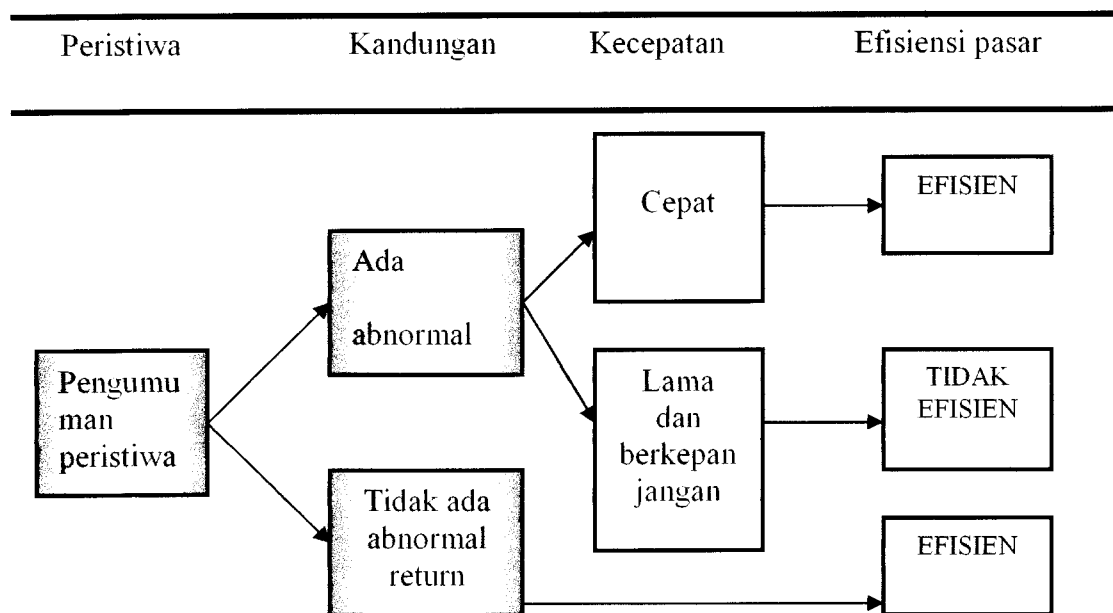 Peristiwa Kandungan Kecepatan Efisiensi pasar
Cepat
EFISIEN
Ada
abnormal
Pengumu
man
peristiwa
Lama
dan
berkepan
jangan
TIDAK
EFISIEN
Tidak ada
abnormal
return
EFISIEN